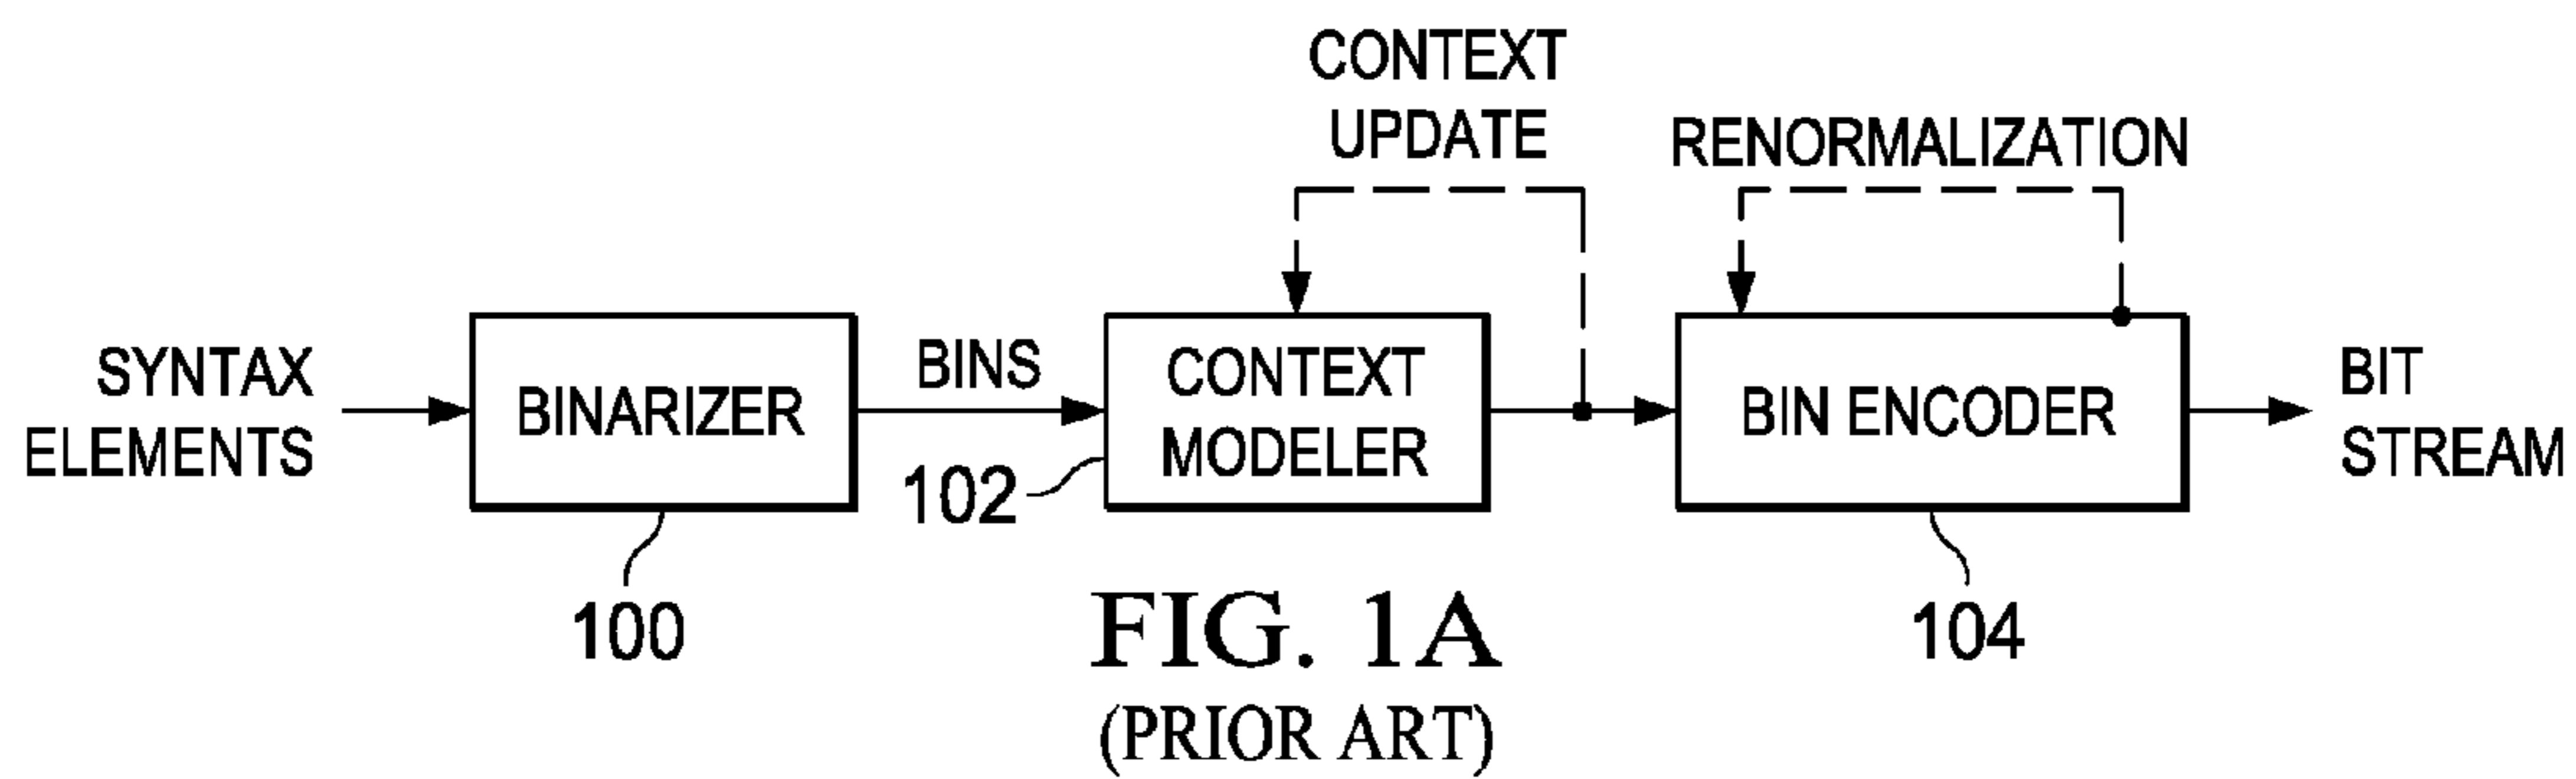 CONTEXT
UPDATE
RENORMALIZATION
SYNTAX
ELEMENTS
BINARIZER
BINS
CONTEXT
MODELER
BIN ENCODER
BIT
STREAM
100
102
104
FIG. 1A
(PRIOR ART)